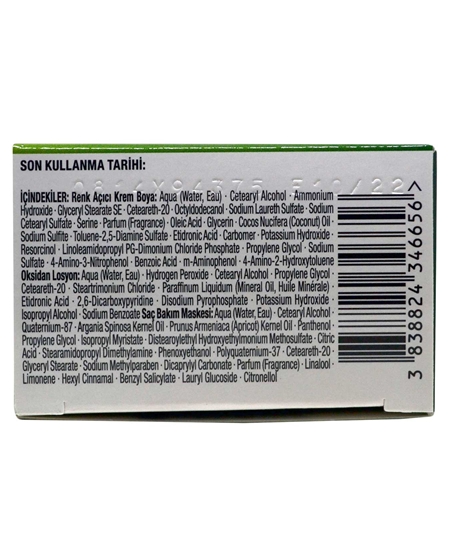 SON KULLANMA TARİHİ:
İÇİNDEKİLER: Renk Açıcı Krem Boya: Aqua (Water, Eau) · Cetearyl Alcohol · Ammonium
Hydroxide · Glyceryl Stearate SE · Ceteareth-20 · Octyldodecanol · Sodium Laureth Sulfate · Sodium
Cetearyl Sulfate · Serine · Parfum (Fragrance) · Oleic Acid · Glycerin · Cocos Nucifera (Coconut) Oil ·
Sodium Sulfite · Toluene-2,5-Diamine Sulfate · Etidronic Acid · Carbomer · Potassium Hydroxide ·
Resorcinol · Linoleamidopropyl PG-Dimonium Chloride Phosphate · Propylene Glycol · Sodium
Sulfate · 4-Amino-3-Nitrophenol · Benzoic Acid · m-Aminophenol · 4-Amino-2-Hydroxytoluene
Oksidan Losyon: Aqua (Water, Eau) · Hydrogen Peroxide · Cetearyl Alcohol · Propylene Glycol ·
Ceteareth-20 · Steartrimonium Chloride · Paraffinum Liquidum (Mineral Oil, Huile Minérale) ·
Etidronic Acid · 2,6-Dicarboxypyridine · Disodium Pyrophosphate · Potassium Hydroxide ·
Isopropyl Alcohol · Sodium Benzoate Saç Bakım Maskesi: Aqua (Water, Eau) · Cetearyl Alcohol ·
Quaternium-87 · Argania Spinosa Kernel Oil · Prunus Armeniaca (Apricot) Kernel Oil · Panthenol ·
Propylene Glycol · Isopropyl Myristate · Distearoylethyl Hydroxyethylmonium Methosulfate · Citric
Acid · Stearamidopropyl Dimethylamine · Phenoxyethanol · Polyquaternium-37 · Ceteareth-20 ·
Glyceryl Stearate · Sodium Methylparaben · Dicaprylyl Carbonate · Parfum (Fragrance) · Linalool ·
Limonene · Hexyl Cinnamal · Benzyl Salicylate · Lauryl Glucoside · Citronellol
3 838824 346656 >